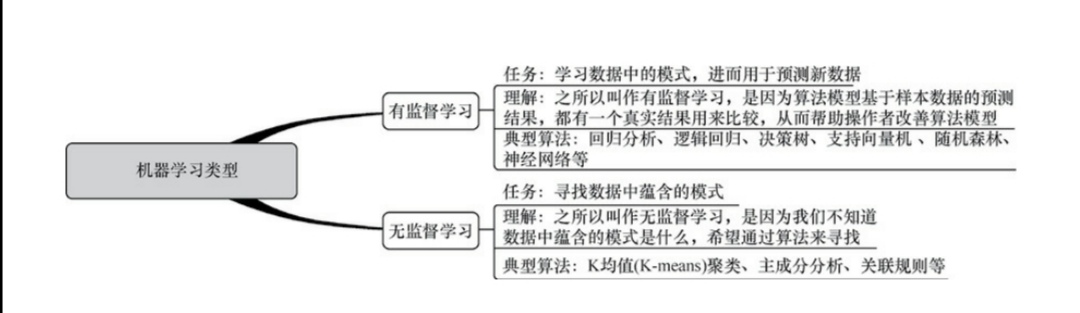 机器学习类型
有监督学习
任务：学习数据中的模式，进而用于预测新数据
理解：之所以叫作有监督学习，是因为算法模型基于样本数据的预测
结果，都有一个真实结果用来比较，从而帮助操作者改善算法模型
典型算法：回归分析、逻辑回归、决策树、支持向量机、随机森林、
神经网络等
无监督学习
任务：寻找数据中蕴含的模式
理解：之所以叫作无监督学习，是因为我们不知道
数据中蕴含的模式是什么，希望通过算法来寻找
典型算法：K均值(K-means)聚类、主成分分析、关联规则等